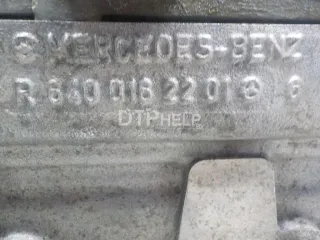 MERCEDES-BENZ
R 640 016 22 01 6
DTPHELP